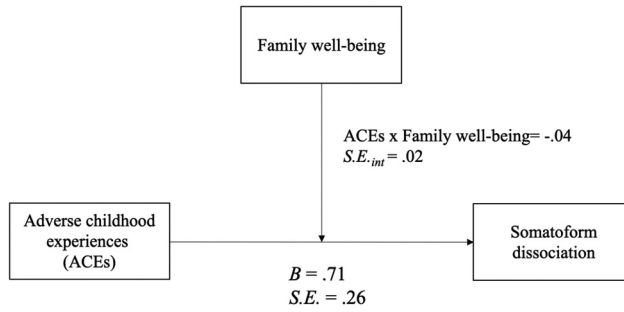 Family well-being
ACEs x Family well-being= -.04
S.E.int = .02
Adverse childhood
experiences
(ACEs)
Somatoform
dissociation
B = .71
S.E. = .26